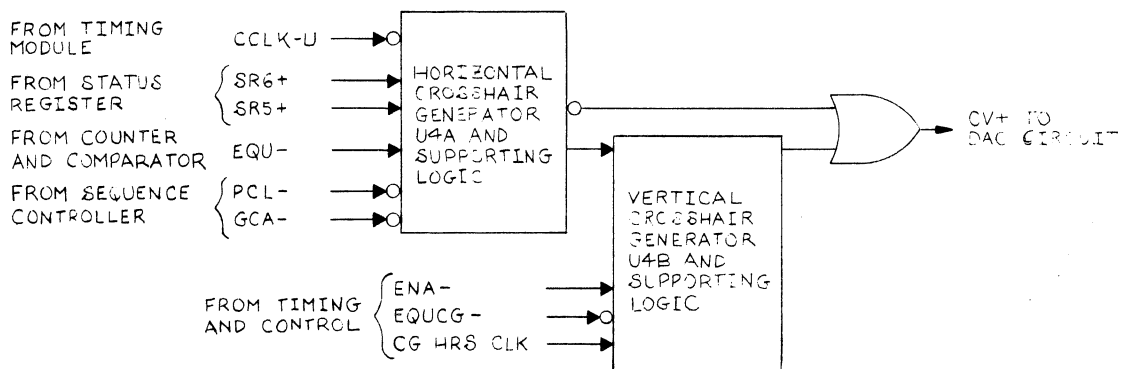 FROM TIMING
MODULE
CCLK-U
FROM STATUS
REGISTER
SR6+
SR5+
FROM COUNTER
AND COMPARATOR
EQU-
FROM SEQUENCE
CONTROLLER
PCL-
GCA-
HORIZONTAL
CROSSHAIR
GENERATOR
U4A AND
SUPPORTING
LOGIC
CV+ TO
DAC CIRCUIT
VERTICAL
CROSSHAIR
GENERATOR
U4B AND
SUPPORTING
LOGIC
FROM TIMING
AND CONTROL
ENA-
EQUCG-
CG HRS CLK